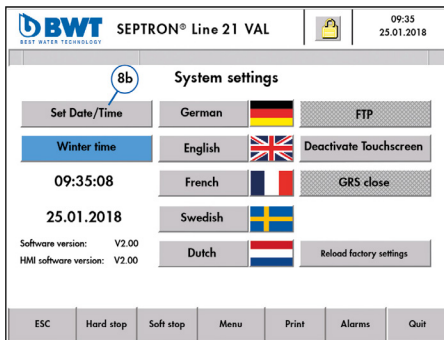 BWT
BEST WATER TECHNOLOGY
SEPTRON® Line 21 VAL
09:35
25.01.2018
8b
System settings
Set Date/Time
German
FTP
Winter time
English
Deactivate Touchscreen
09:35:08
French
GRS close
25.01.2018
Swedish
Software version: V2.00
HMI software version: V2.00
Dutch
Reload factory settings
ESC
Hard stop
Soft stop
Menu
Print
Alarms
Quit